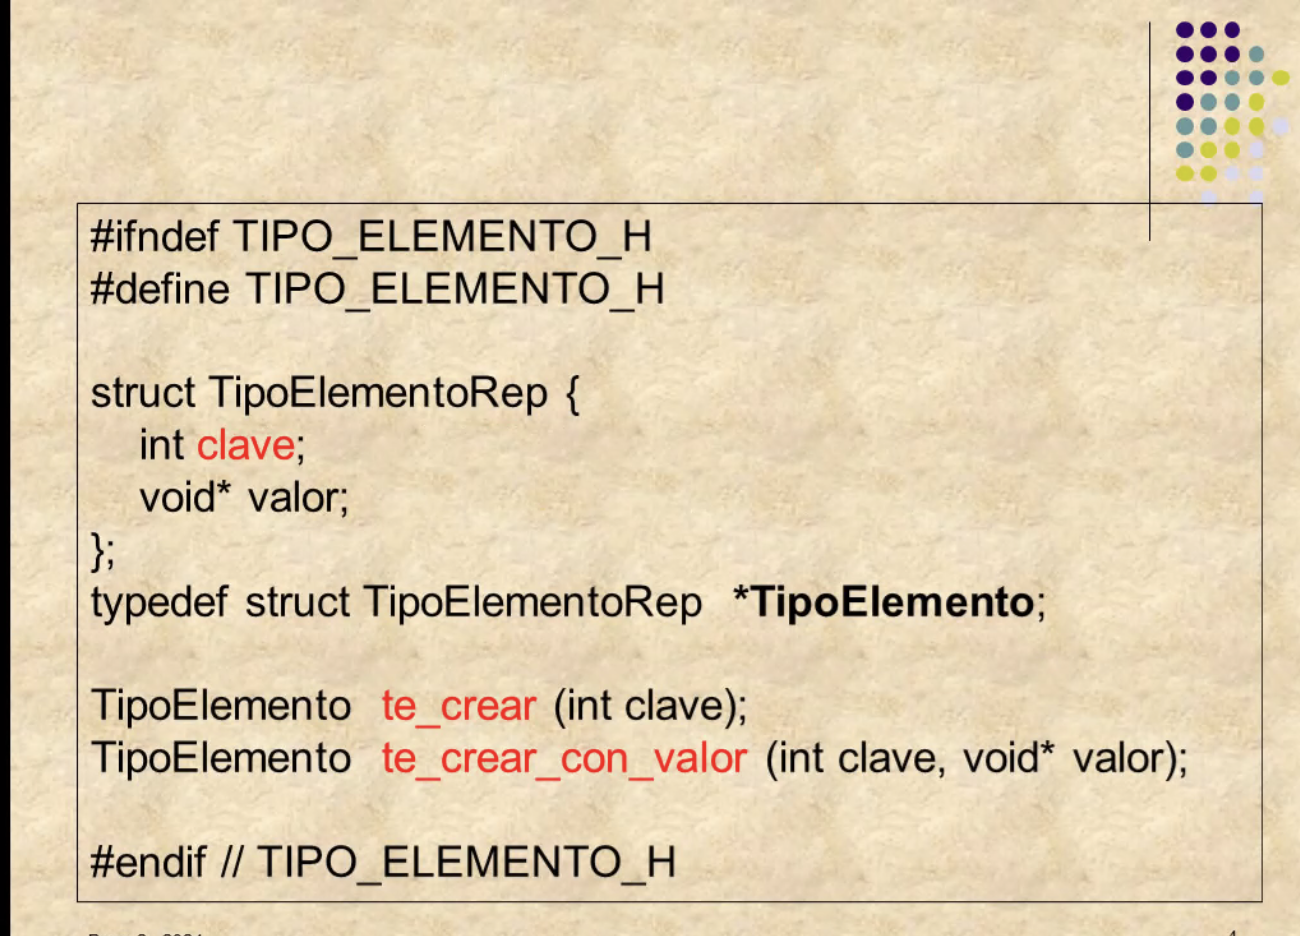 #ifndef TIPO_ELEMENTO_H
#define TIPO_ELEMENTO_H
struct TipoElementoRep {
int clave;
void* valor;
};
typedef struct TipoElementoRep *TipoElemento;
TipoElemento te_crear (int clave);
TipoElemento te_crear_con_valor (int clave, void* valor);
#endif // TIPO_ELEMENTO_H